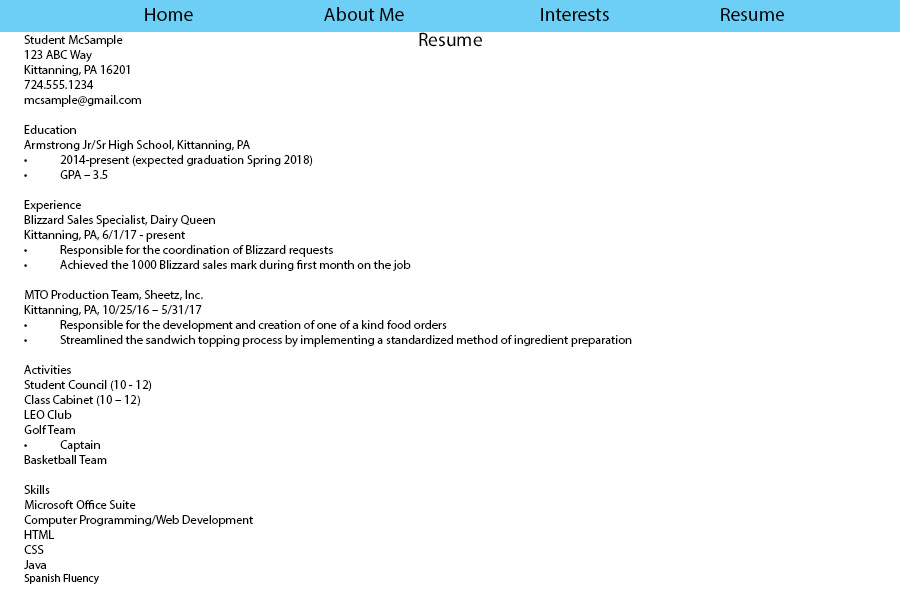 Home About Me Interests Resume
Resume
Student McSample
123 ABC Way
Kittanning, PA 16201
724.555.1234
mcsample@gmail.com
Education
Armstrong Jr/Sr High School, Kittanning, PA
• 2014-present (expected graduation Spring 2018)
• GPA – 3.5
Experience
Blizzard Sales Specialist, Dairy Queen
Kittanning, PA, 6/1/17 - present
• Responsible for the coordination of Blizzard requests
• Achieved the 1000 Blizzard sales mark during first month on the job
MTO Production Team, Sheetz, Inc.
Kittanning, PA, 10/25/16 – 5/31/17
• Responsible for the development and creation of one of a kind food orders
• Streamlined the sandwich topping process by implementing a standardized method of ingredient preparation
Activities
Student Council (10 - 12)
Class Cabinet (10 – 12)
LEO Club
Golf Team
• Captain
Basketball Team
Skills
Microsoft Office Suite
Computer Programming/Web Development
HTML
CSS
Java
Spanish Fluency